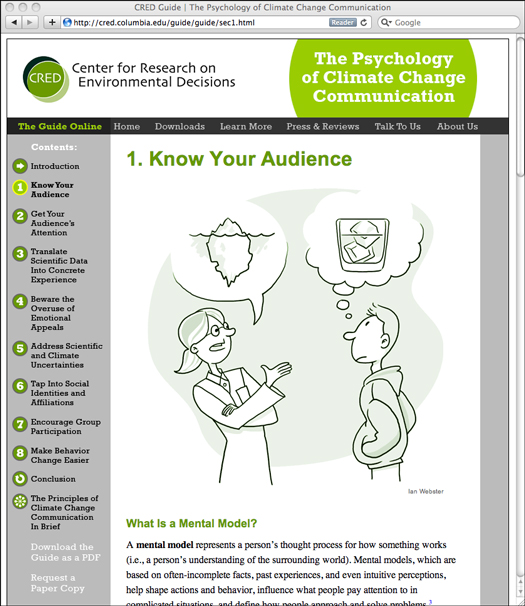 CRED Guide | The Psychology of Climate Change Communication
http://cred.columbia.edu/guide/guide/sec1.html
Reader
Google
CRED
Center for Research on
Environmental Decisions
The Psychology
of Climate Change
Communication
The Guide Online Home Downloads Learn More Press & Reviews Talk To Us About Us
Contents:
Introduction
1 Know Your
Audience
2 Get Your
Audience's
Attention
3 Translate
Scientific Data
Into Concrete
Experience
4 Beware the
Overuse of
Emotional
Appeals
5 Address Scientific
and Climate
Uncertainties
6 Tap Into Social
Identities and
Affiliations
7 Encourage Group
Participation
8 Make Behavior
Change Easier
Conclusion
The Principles of
Climate Change
Communication
In Brief
Download the
Guide as a PDF
Request a
Paper Copy
1. Know Your Audience
Ian Webster
What Is a Mental Model?
A mental model represents a person's thought process for how something works
(i.e., a person's understanding of the surrounding world). Mental models, which are
based on often-incomplete facts, past experiences, and even intuitive perceptions,
help shape actions and behavior, influence what people pay attention to in
complicated situations, and define how people approach and solve problems.3